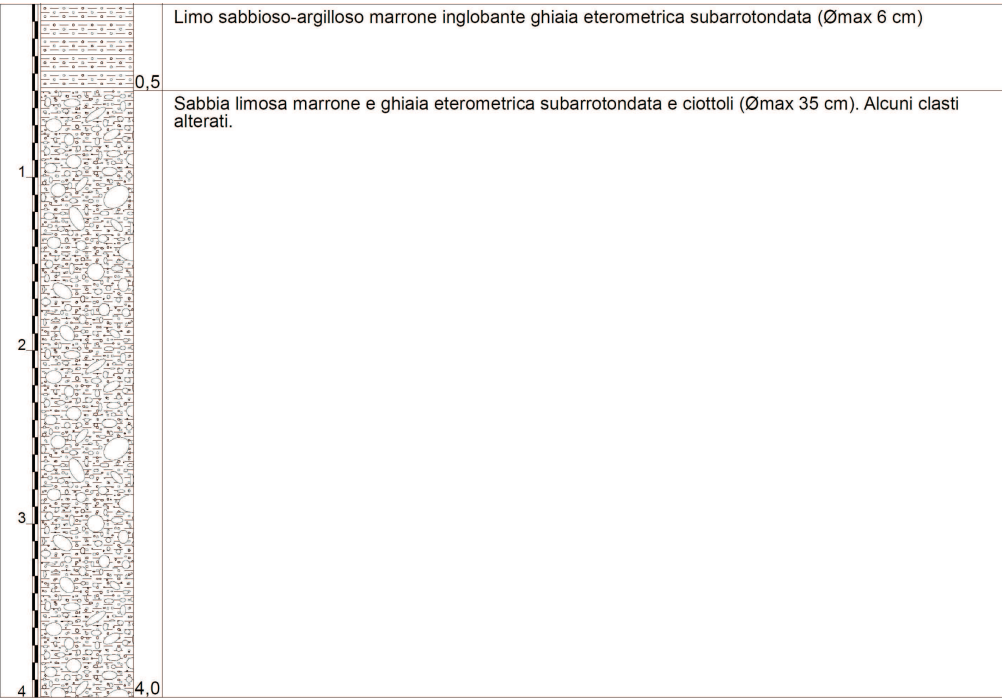 Limo sabbioso-argilloso marrone inglobante ghiaia eterometrica subarrotondata (Ømax 6 cm)
0,5
Sabbia limosa marrone e ghiaia eterometrica subarrotondata e ciottoli (Ømax 35 cm). Alcuni clasti
alterati.
1
2
3
4
4,0